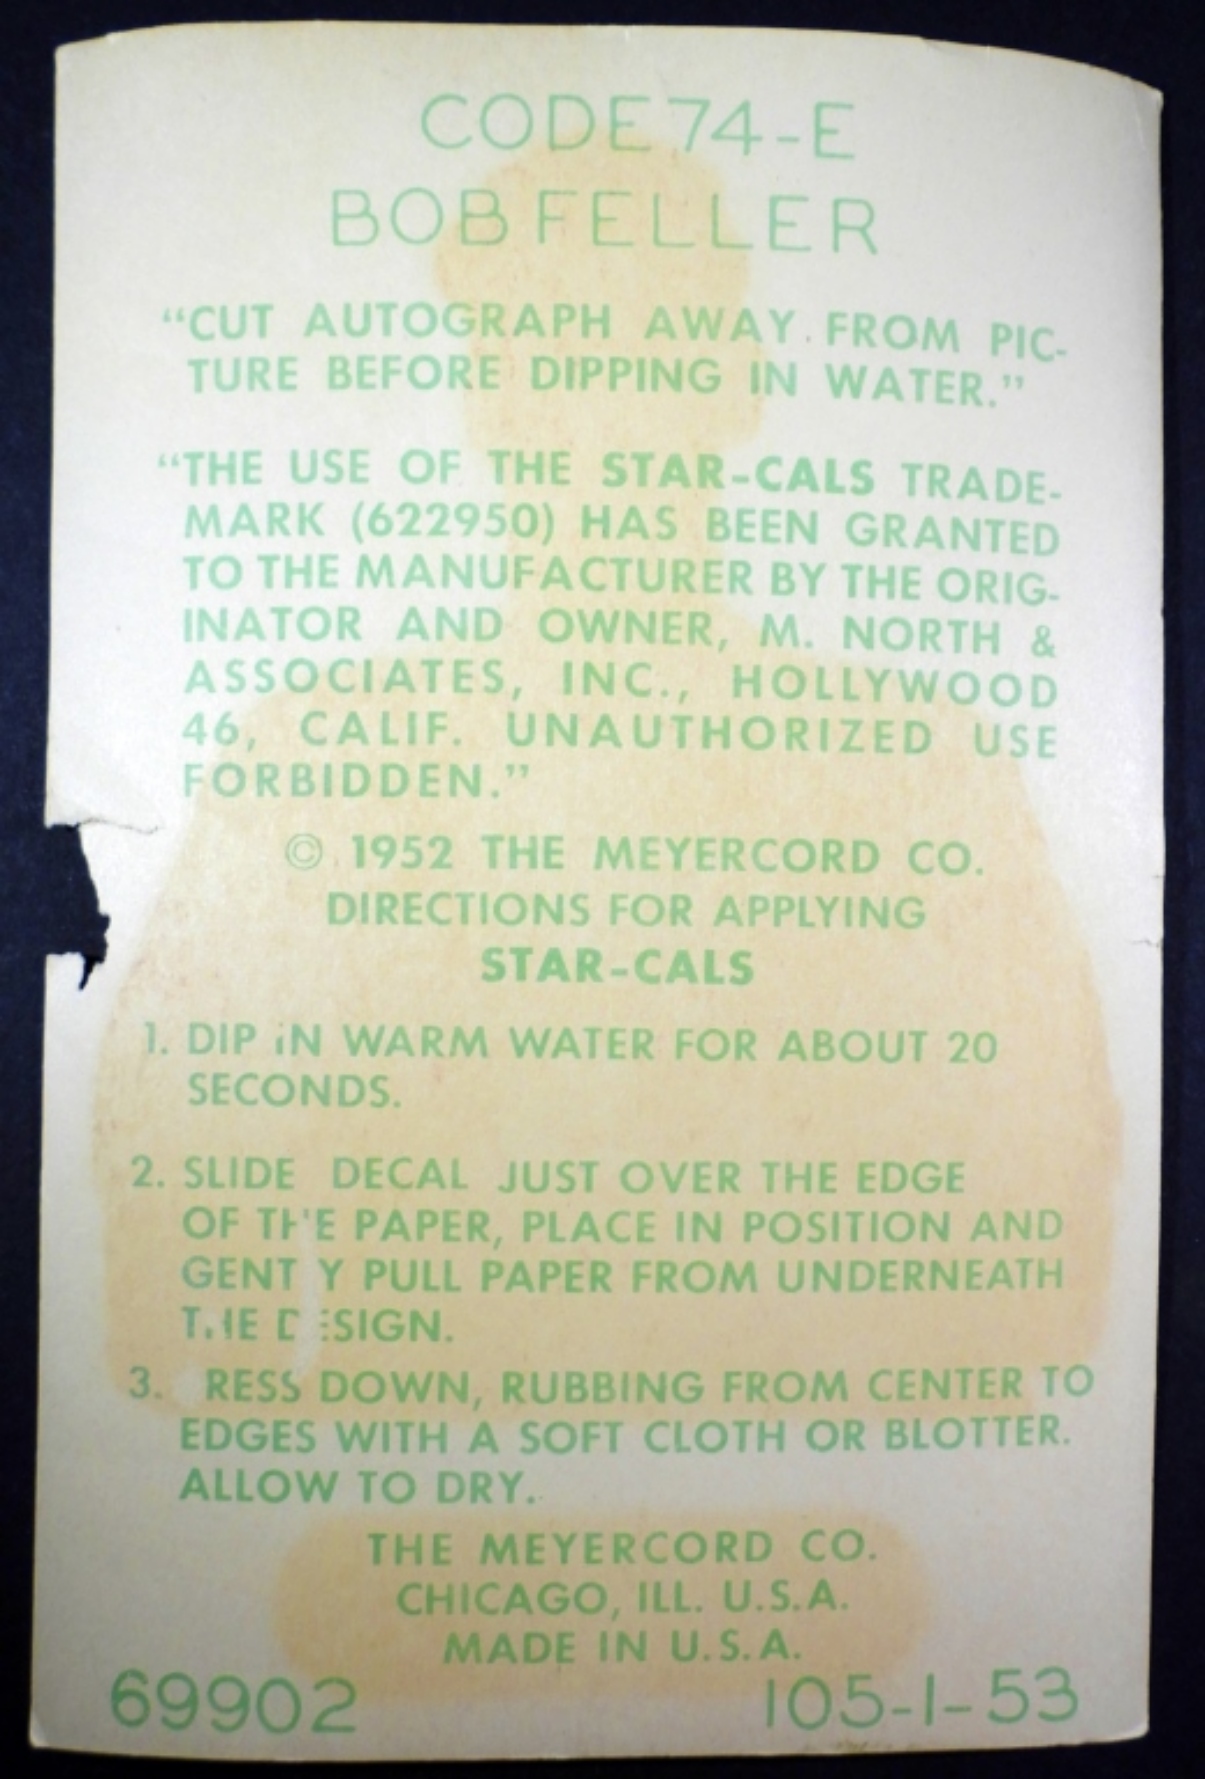 CODE 74-E
BOB FELLER
“CUT AUTOGRAPH AWAY FROM PIC-
TURE BEFORE DIPPING IN WATER.”
“THE USE OF THE STAR-CALS TRADE-
MARK (622950) HAS BEEN GRANTED
TO THE MANUFACTURER BY THE ORIG-
INATOR AND OWNER, M. NORTH &
ASSOCIATES, INC., HOLLYWOOD
46, CALIF. UNAUTHORIZED USE
FORBIDDEN.”
© 1952 THE MEYERCORD CO.
DIRECTIONS FOR APPLYING
STAR-CALS
1. DIP IN WARM WATER FOR ABOUT 20
SECONDS.
2. SLIDE DECAL JUST OVER THE EDGE
OF THE PAPER, PLACE IN POSITION AND
GENT Y PULL PAPER FROM UNDERNEATH
THE DESIGN.
3. RESS DOWN, RUBBING FROM CENTER TO
EDGES WITH A SOFT CLOTH OR BLOTTER.
ALLOW TO DRY.
THE MEYERCORD CO.
CHICAGO, ILL. U.S.A.
MADE IN U.S.A.
69902 105-1-53